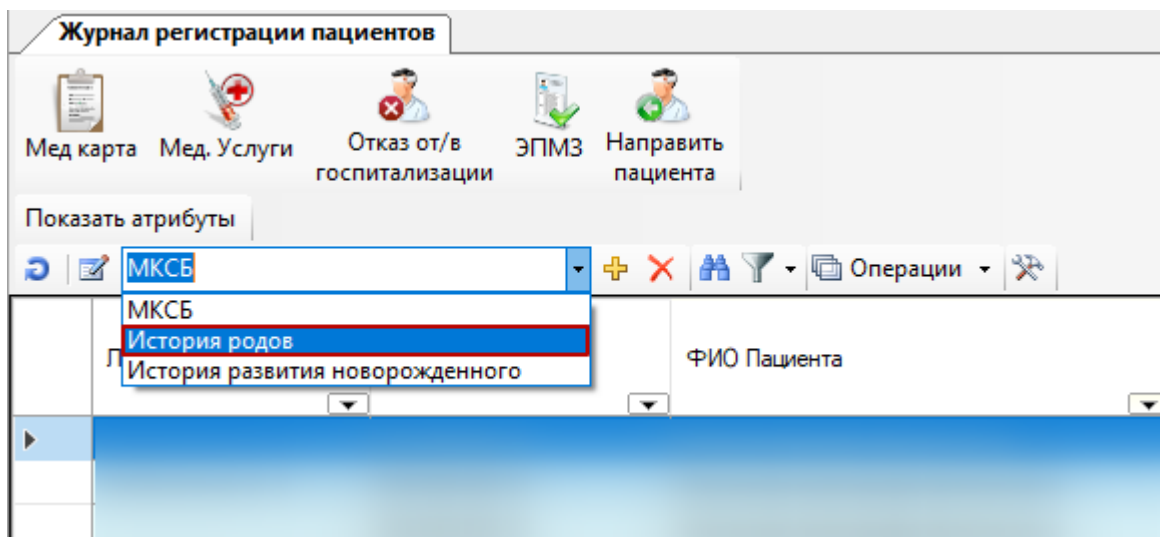 Журнал регистрации пациентов
Мед карта
Мед. Услуги
Отказ от/в
госпитализации
ЭПМЗ
Направить
пациента
Показать атрибуты
МКСБ
Операции
МКСБ
История родов
История развития новорожденного
ФИО Пациента